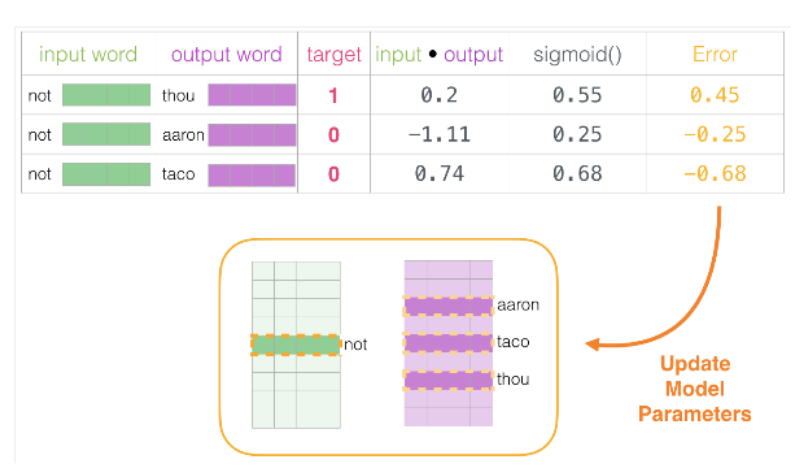 input word output word target input • output sigmoid() Error
not thou 1 0.2 0.55 0.45
not aaron 0 -1.11 0.25 -0.25
not taco 0 0.74 0.68 -0.68
aaron
not taco
thou
Update
Model
Parameters